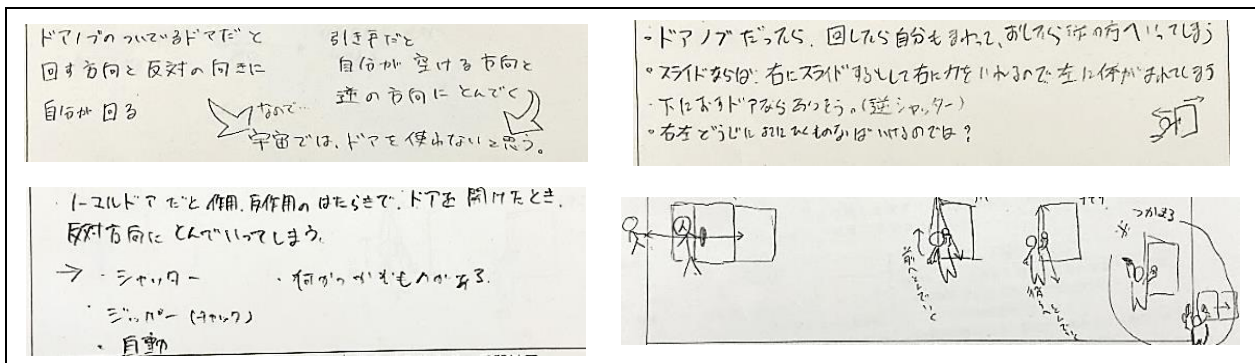 ドアノブのついているドアだと
回す方向と反対の向きに
自分が回る
引き戸だと
自分が空ける方向と
逆の方向にとんでく
なので…
宇宙では、ドアを使わないと思う。
・ドアノブだったら、回したら自分もまわって、おしたら体の方へいってしまう
・スライドならば、右にスライドするとして右に力をいれるので左に体がまわってしまう
・下におすドアならありそう。(逆シャッター)
・右左どうじによこにひくものならばいけるのでは?
・ノーマルドアだと作用、反作用のはたらきで、ドアを開けたとき、
反対方向にとんでいってしまう。
→ ・シャッター ・何かつかむものがある
・ジッパー(チャック)
・自動
前へとんでいく
後ろへとんでいく
つかまる